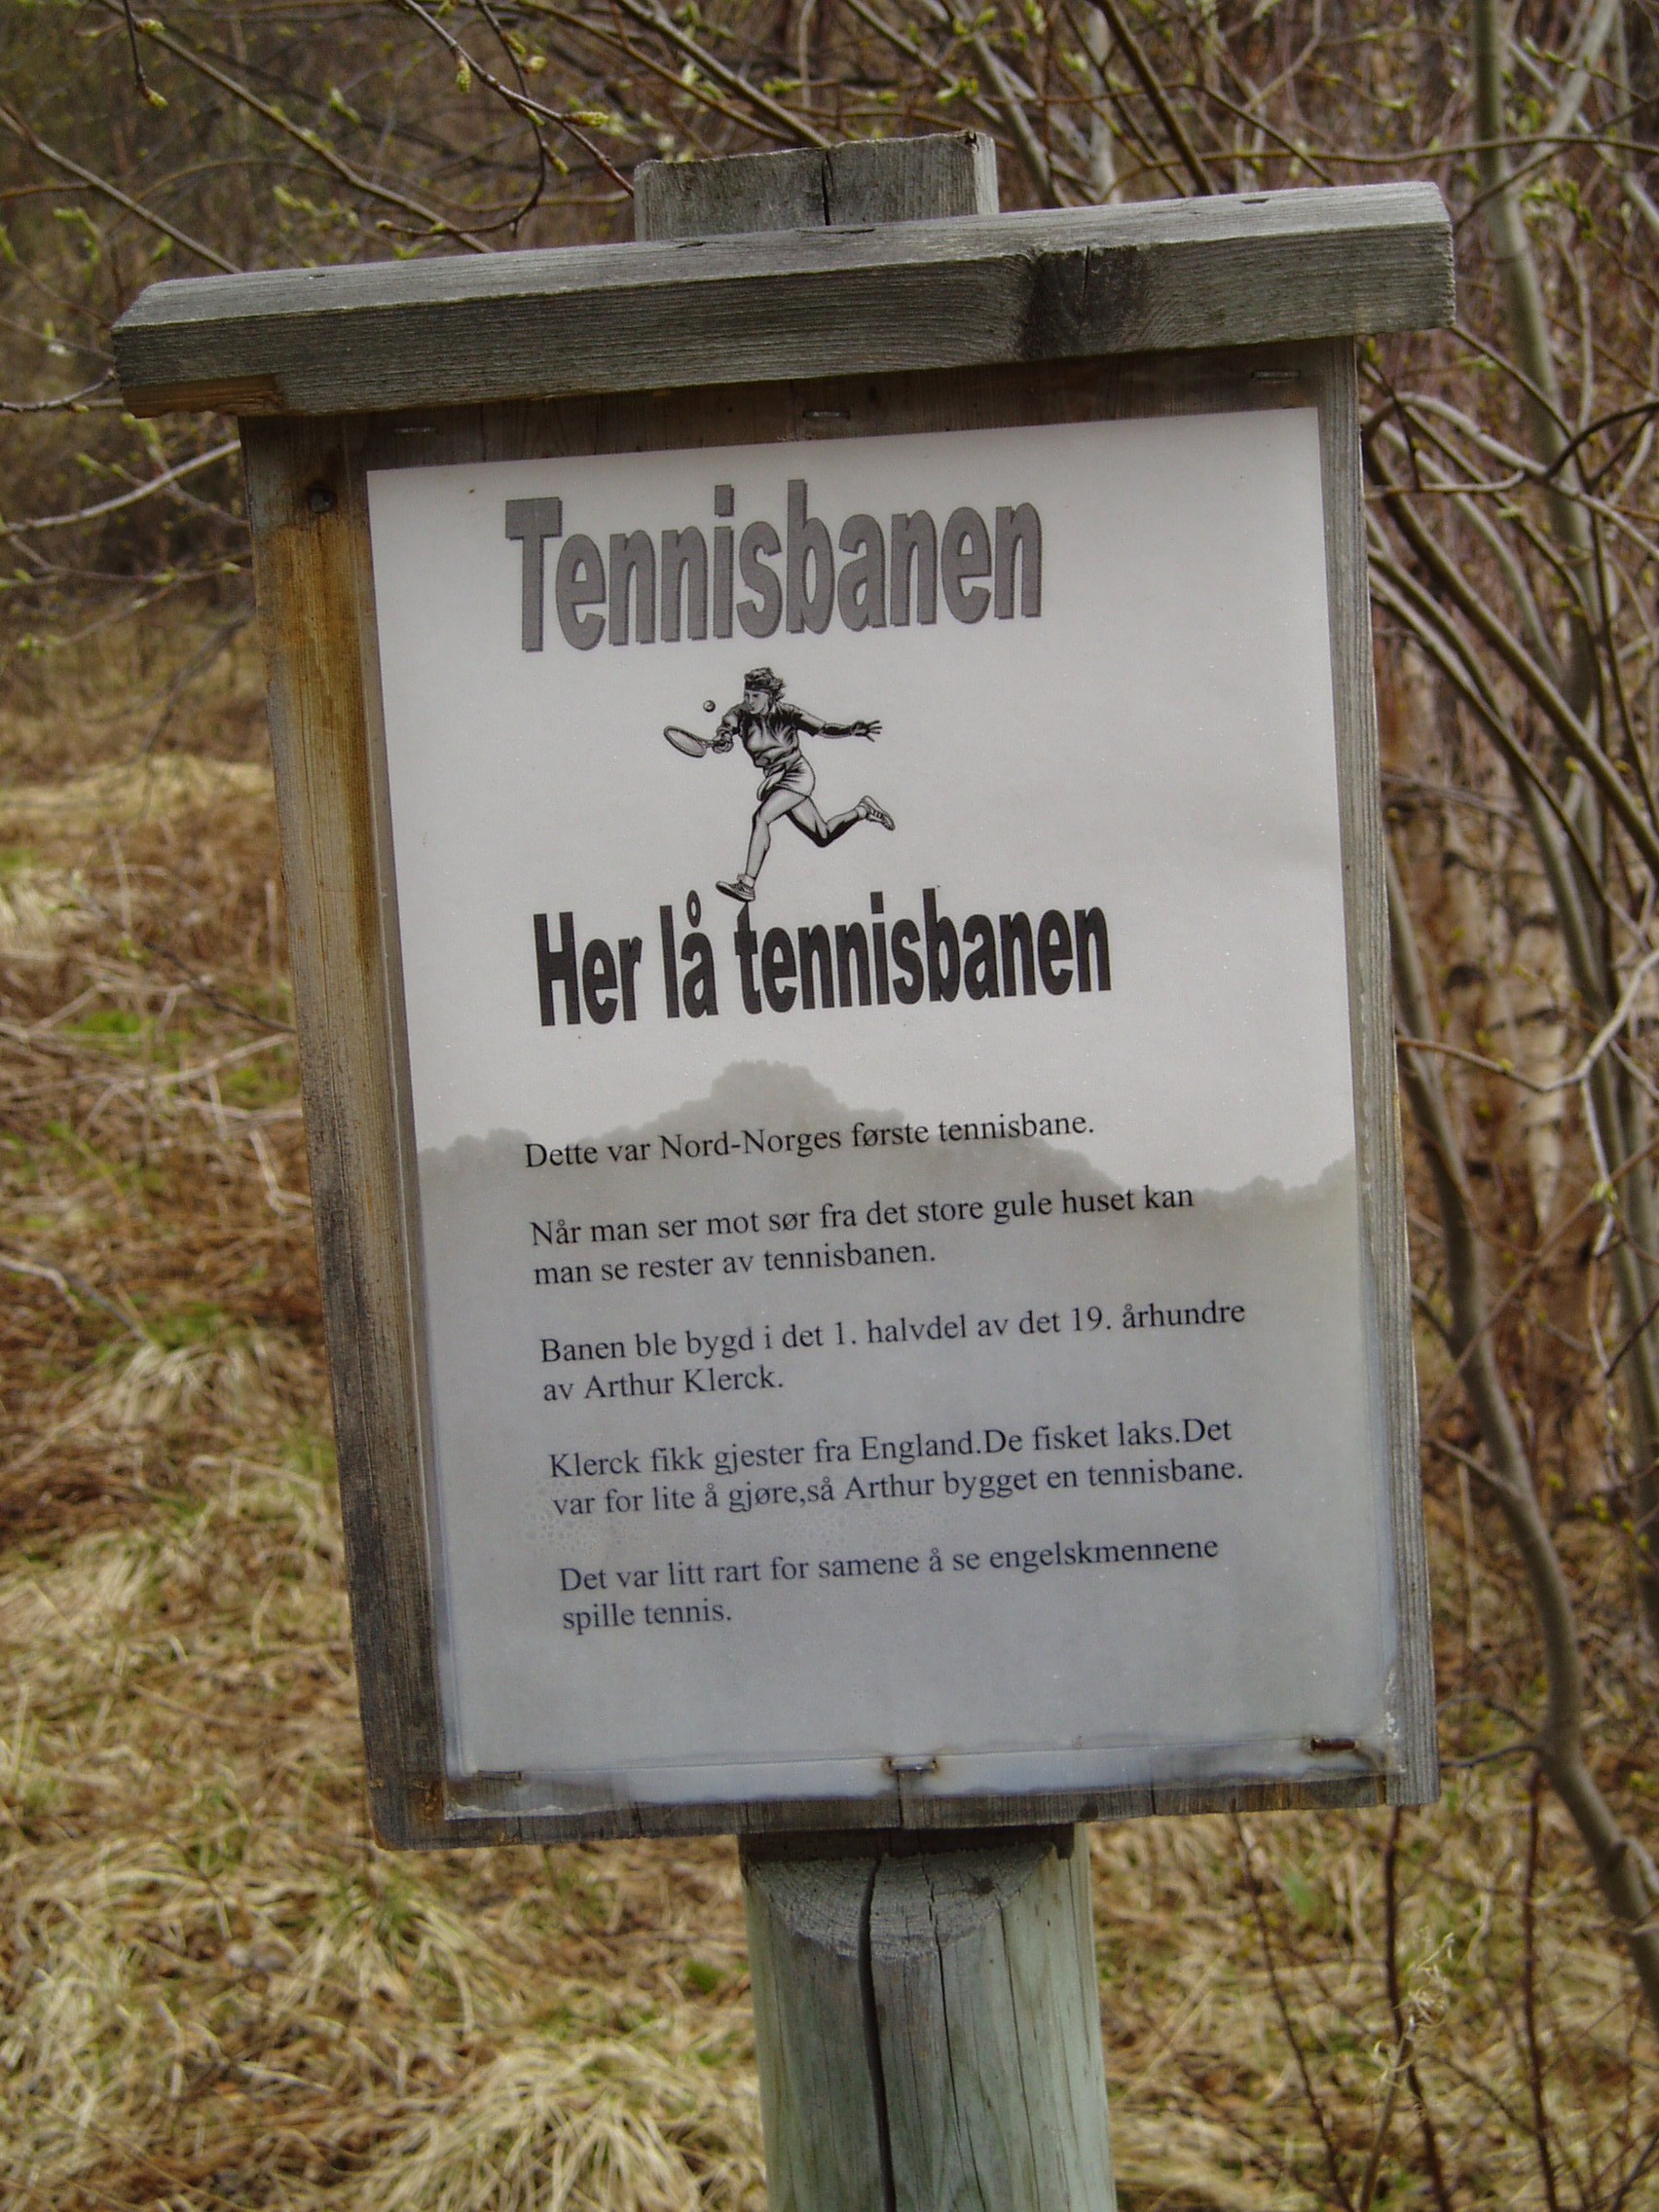 Tennisbanen
Her lå tennisbanen
Dette var Nord-Norges første tennisbane.
Når man ser mot sør fra det store gule huset kan
man se rester av tennisbanen.
Banen ble bygd i det 1. halvdel av det 19. århundre
av Arthur Klerck.
Klerck fikk gjester fra England.De fisket laks.Det
var for lite å gjøre,så Arthur bygget en tennisbane.
Det var litt rart for samene å se engelskmennene
spille tennis.